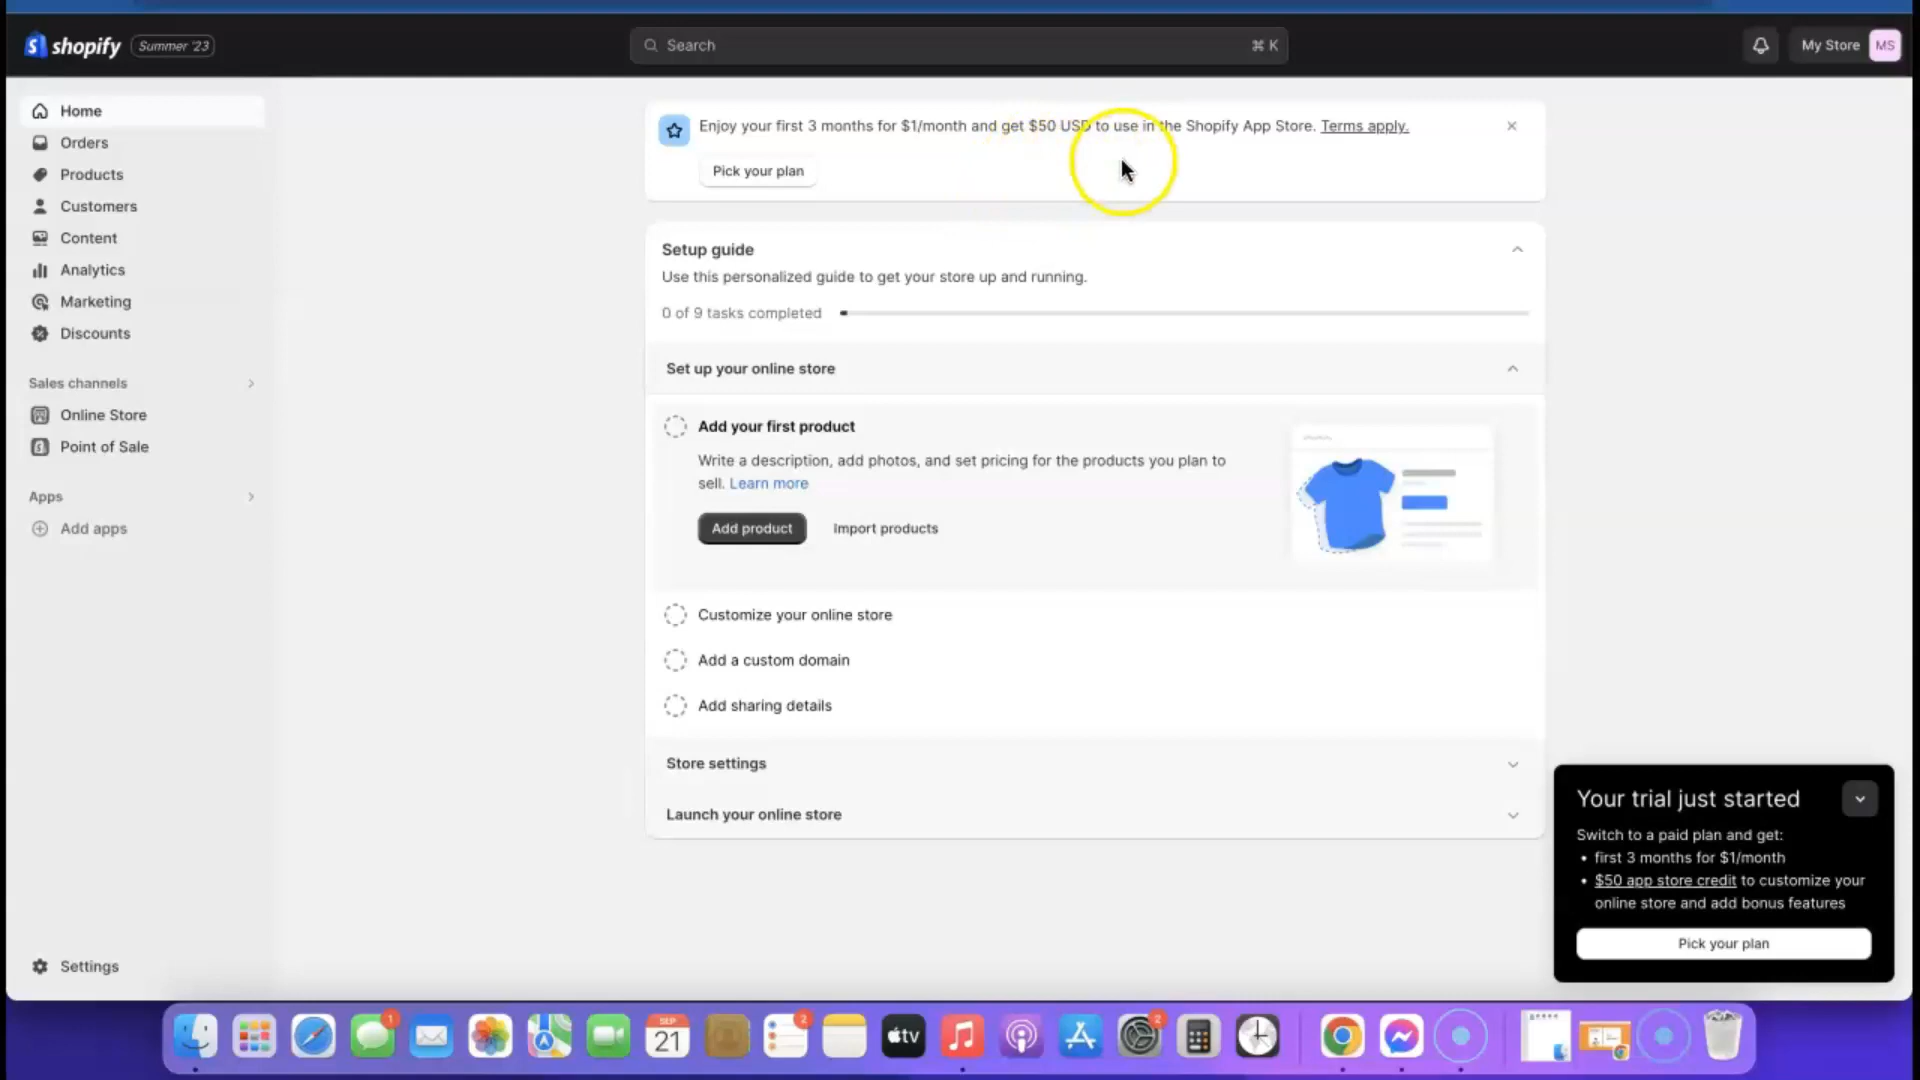 shopify
Summer '23
Search
⌘ K
My Store
MS
Home
Orders
Products
Customers
Content
Analytics
Marketing
Discounts
Sales channels
Online Store
Point of Sale
Apps
Add apps
Settings
Enjoy your first 3 months for $1/month and get $50 USD to use in the Shopify App Store. Terms apply.
Pick your plan
Setup guide
Use this personalized guide to get your store up and running.
0 of 9 tasks completed
Set up your online store
Add your first product
Write a description, add photos, and set pricing for the products you plan to
sell. Learn more
Add product
Import products
Customize your online store
Add a custom domain
Add sharing details
Store settings
Launch your online store
Your trial just started
Switch to a paid plan and get:
• first 3 months for $1/month
• $50 app store credit to customize your
online store and add bonus features
Pick your plan
1
SEP
21
2
tv
2